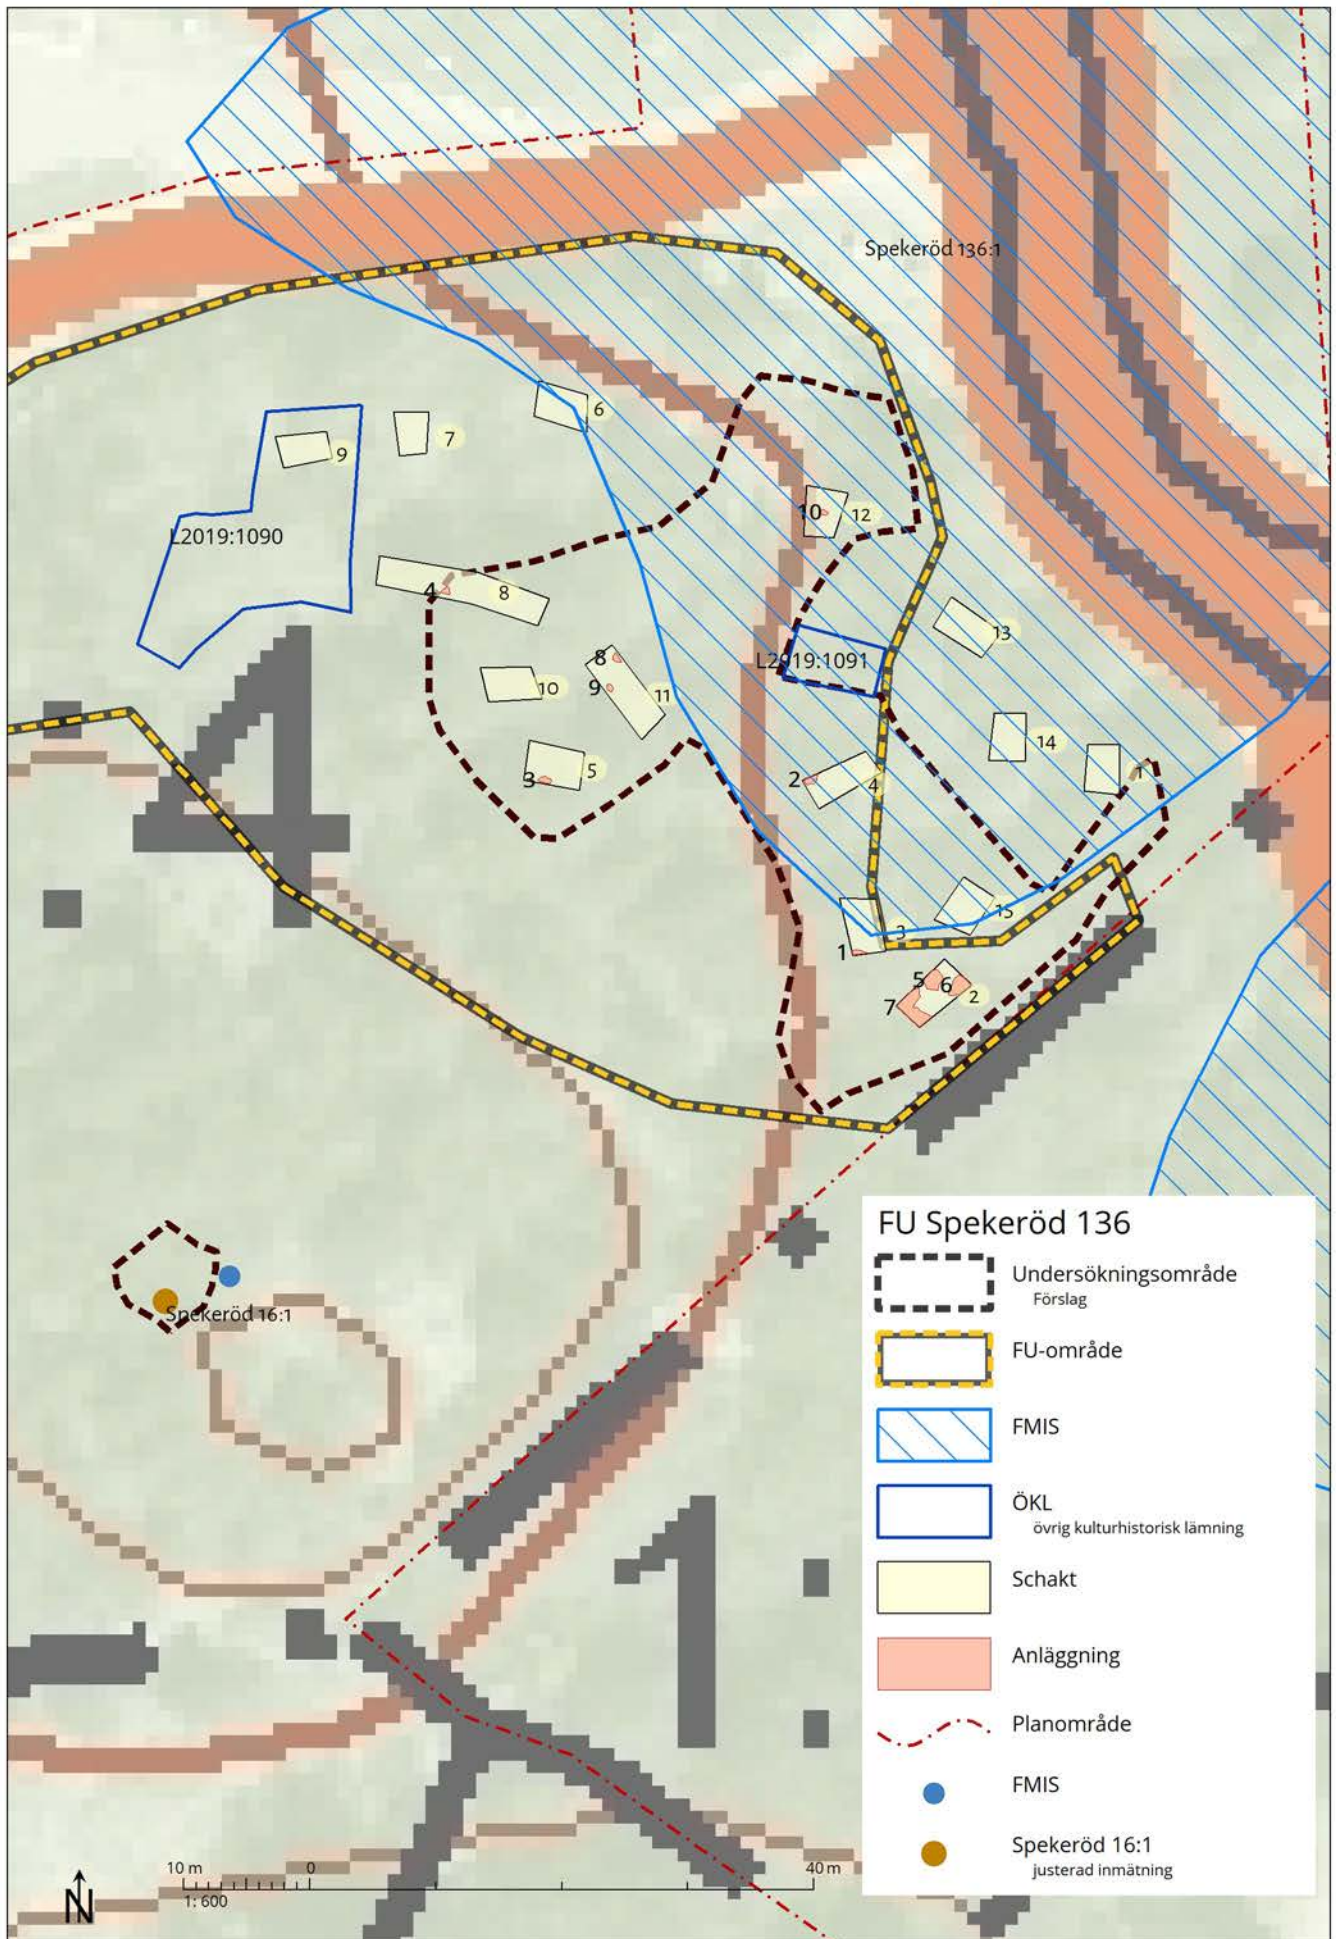 Spekeröd 136:1
6
7
9
10
12
L2019:1090
4
8
13
8
L2019:1091
9
10
11
14
1
3
5
2
4
4
15
3
1
5
6
2
7
FU Spekeröd 136
Undersökningsområde
Förslag
FU-område
FMIS
ÖKL
övrig kulturhistorisk lämning
Schakt
Anläggning
Planområde
FMIS
Spekeröd 16:1
justerad inmätning
Spekeröd 16:1
1:
10 m 0 40 m
1:600
N